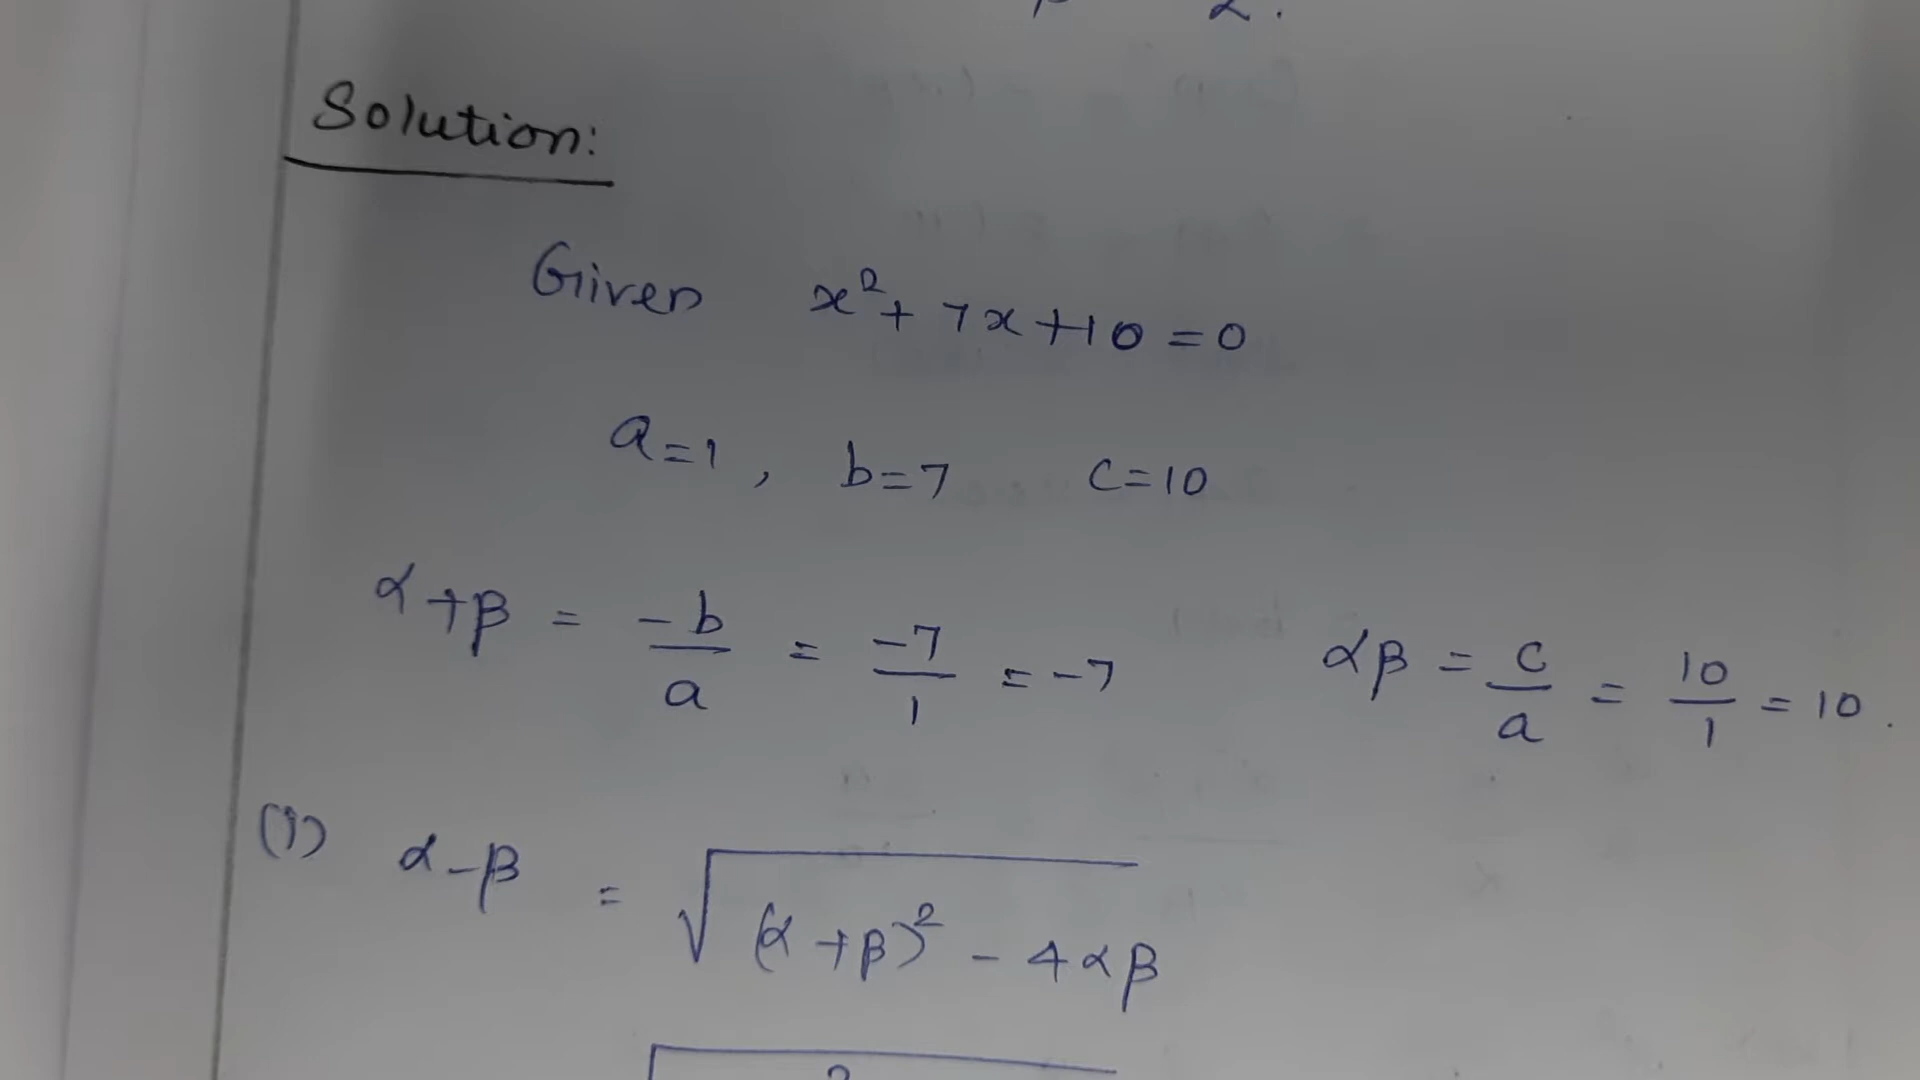 Solution:
Given x² + 7x + 10 = 0
a = 1 , b = 7 c = 10
α + β = -b/a = -7/1 = -7 αβ = c/a = 10/1 = 10 .
(i) α - β = √((α + β)² - 4αβ)